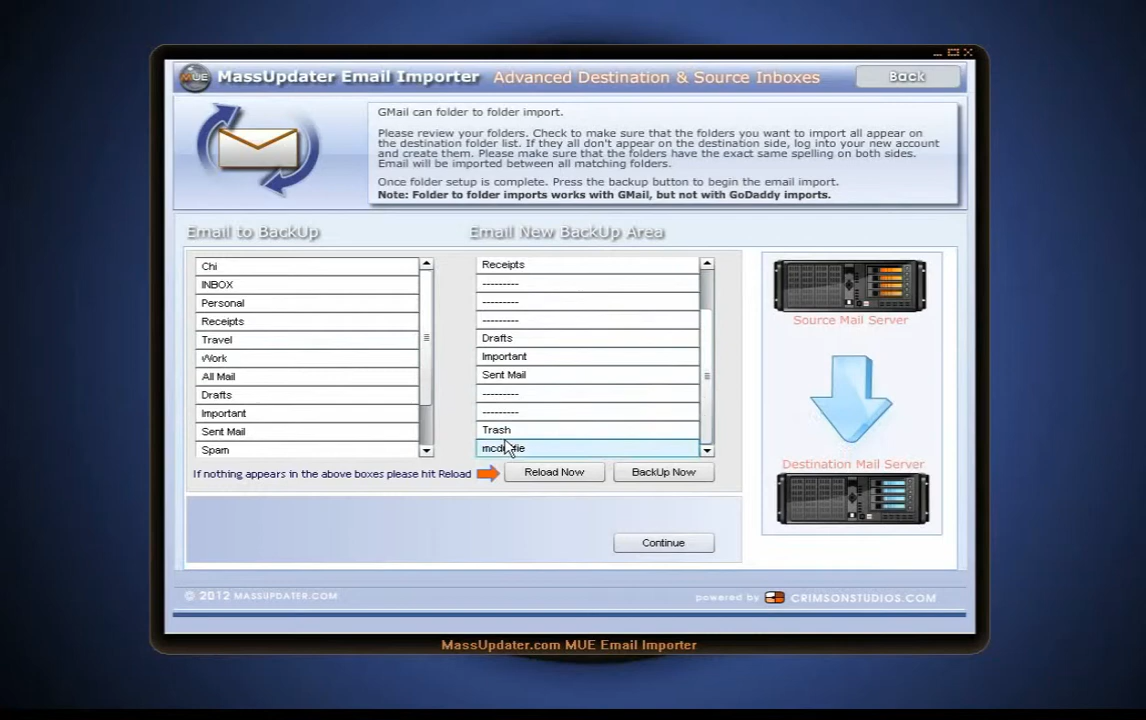 MUE MassUpdater Email Importer Advanced Destination & Source Inboxes Back
GMail can folder to folder import.
Please review your folders. Check to make sure that the folders you want to import all appear on
the destination folder list. If they all don't appear on the destination side, log into your new account
and create them. Please make sure that the folders have the exact same spelling on both sides.
Email will be imported between all matching folders.
Once folder setup is complete. Press the backup button to begin the email import.
Note: Folder to folder imports works with GMail, but not with GoDaddy imports.
Email to BackUp
Chi
INBOX
Personal
Receipts
Travel
Work
All Mail
Drafts
Important
Sent Mail
Spam
Email New BackUp Area
Receipts
---------
---------
---------
Drafts
Important
Sent Mail
---------
---------
Trash
Source Mail Server
Destination Mail Server
If nothing appears in the above boxes please hit Reload
Reload Now
BackUp Now
Continue
© 2012 MASSUPDATER.COM
powered by CRIMSONSTUDIOS.COM
MassUpdater.com MUE Email Importer